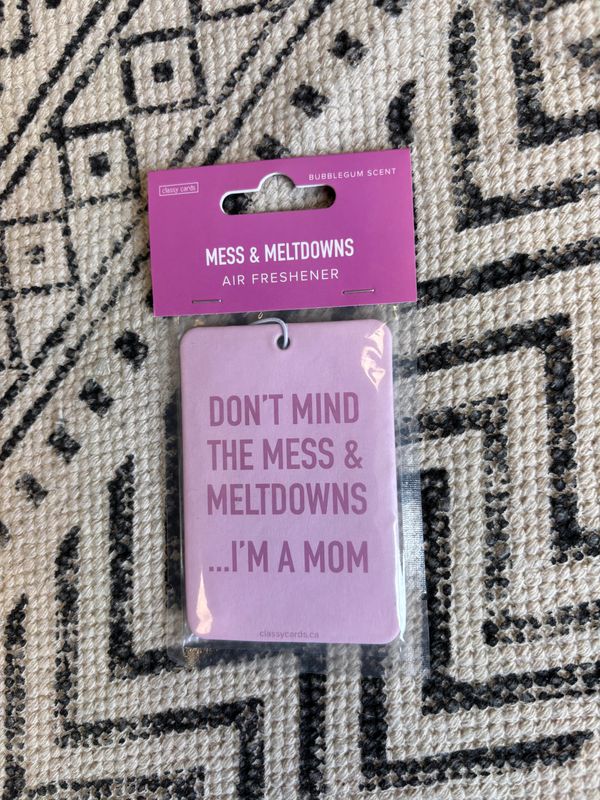 classy cards
BUBBLEGUM SCENT
MESS & MELTDOWNS
AIR FRESHENER
DON'T MIND
THE MESS &
MELTDOWNS
...I'M A MOM
classycards.ca